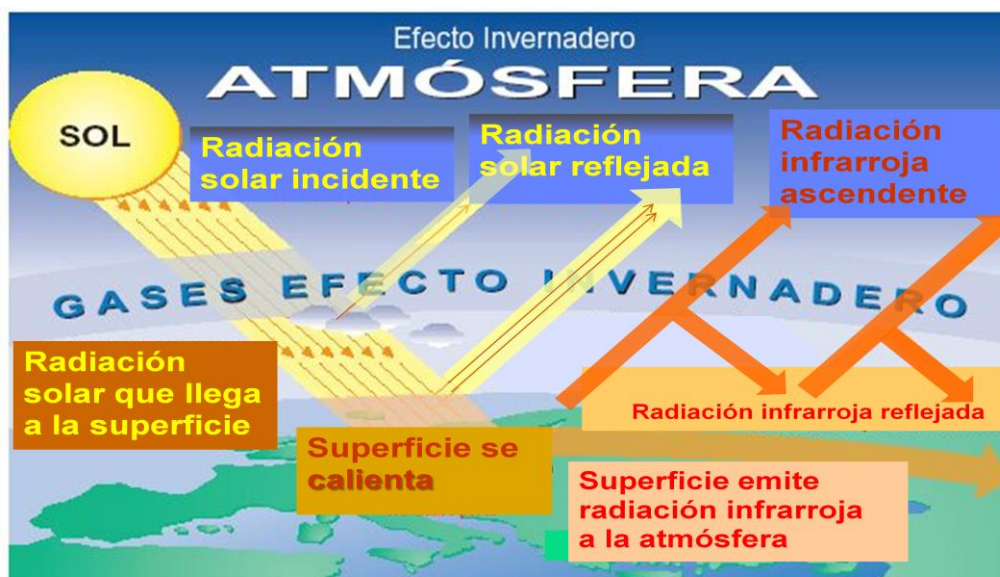 Efecto Invernadero
ATMÓSFERA
SOL
Radiación
solar incidente
Radiación
solar reflejada
Radiación
infrarroja
ascendente
GASES EFECTO INVERNADERO
Radiación
solar que llega
a la superficie
Radiación infrarroja reflejada
Superficie se
calienta
Superficie emite
radiación infrarroja
a la atmósfera